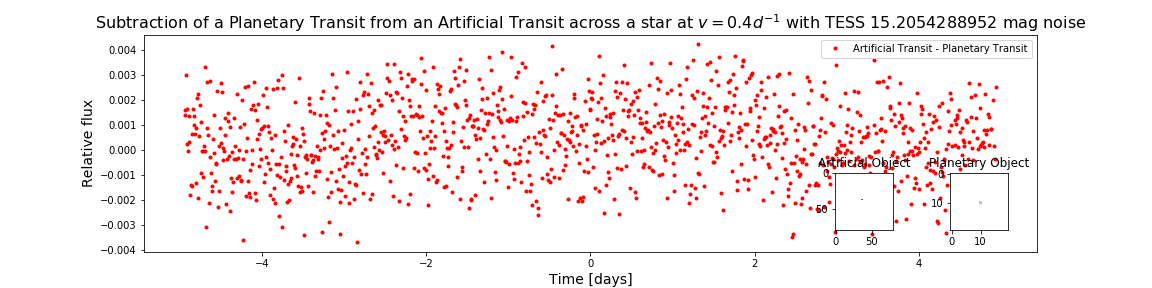 Subtraction of a Planetary Transit from an Artificial Transit across a star at v = 0.4d⁻¹ with TESS 15.2054288952 mag noise
Artificial Transit - Planetary Transit
Relative flux
0.004
0.003
0.002
0.001
0.000
−0.001
−0.002
−0.003
−0.004
Artificial Object
0
50
0 50
Planetary Object
0
10
0 10
−4 −2 0 2 4
Time [days]